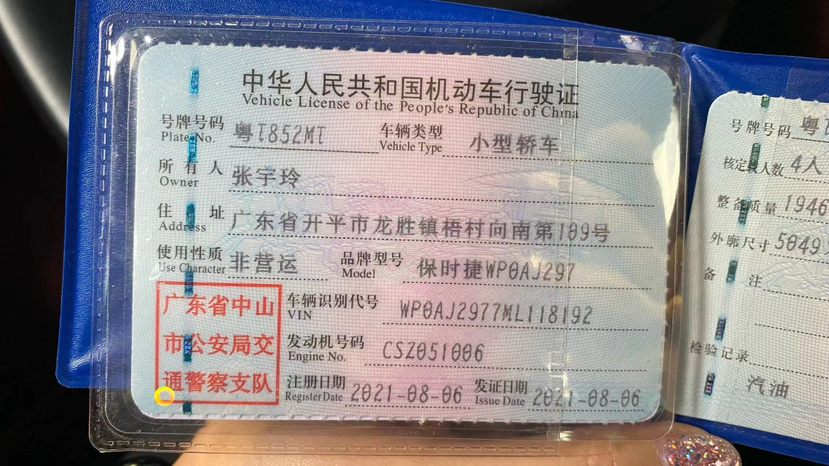 中华人民共和国机动车行驶证
Vehicle License of the People's Republic of China
号牌号码 粤T852MT 车辆类型 小型轿车
Plate No. Vehicle Type
所有人 张宇玲
Owner
住址 广东省开平市龙胜镇梧村向南第109号
Address
使用性质 非营运 品牌型号 保时捷WP0AJ297
Use Character Model
广东省中山
市公安局交
通警察支队
车辆识别代号 WP0AJ2977ML118192
VIN
发动机号码 CSZ051006
Engine No.
注册日期 2021-08-06 发证日期 2021-08-06
Register Date Issue Date
号牌号码 粤
核定载人数 4人
整备质量 1946
外廓尺寸 5049
备注
检验记录
汽油